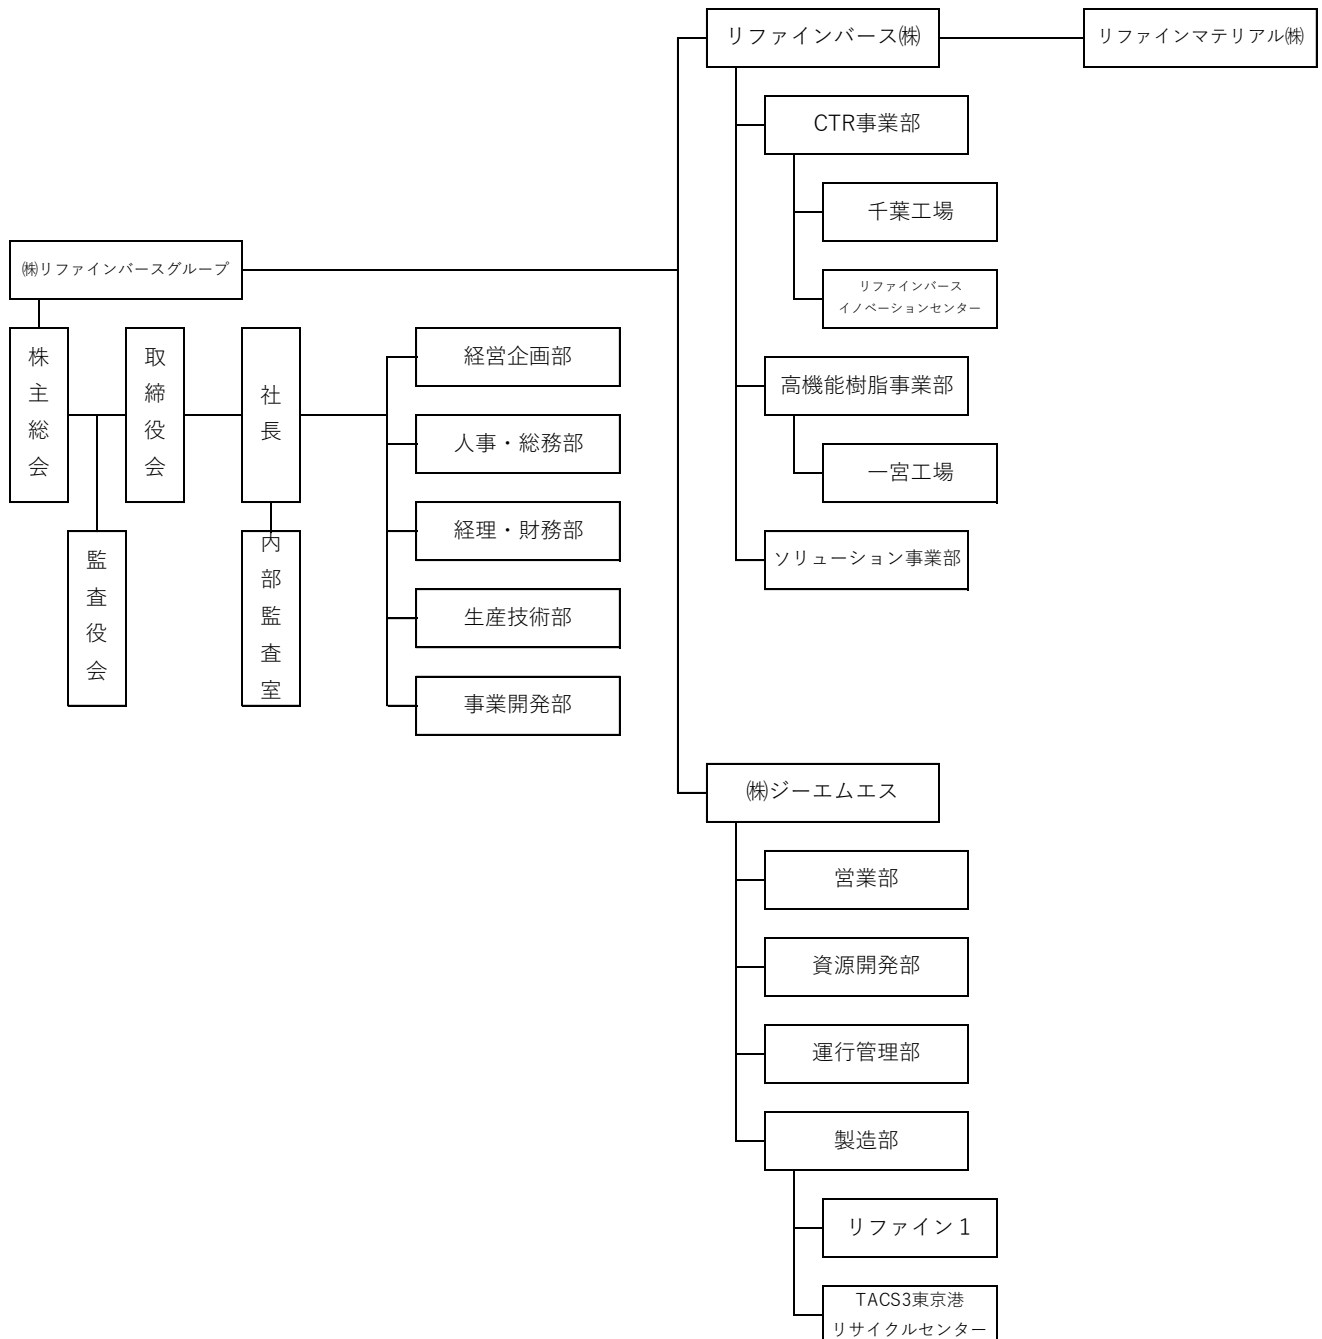 リファインバース㈱
リファインマテリアル㈱
CTR事業部
千葉工場
リファインバース
イノベーションセンター
高機能樹脂事業部
一宮工場
ソリューション事業部
㈱リファインバースグループ
株主総会
取締役会
社長
監査役会
内部監査室
経営企画部
人事・総務部
経理・財務部
生産技術部
事業開発部
㈱ジーエムエス
営業部
資源開発部
運行管理部
製造部
リファイン１
TACS3東京港
リサイクルセンター